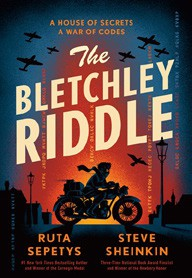 A HOUSE OF SECRETS
A WAR OF CODES
The
BLETCHLEY
RIDDLE
RUTA
SEPETYS
#1 New York Times Bestselling Author
and Winner of the Carnegie Medal
STEVE
SHEINKIN
Three-Time National Book Award Finalist
and Winner of the Newbery Honor